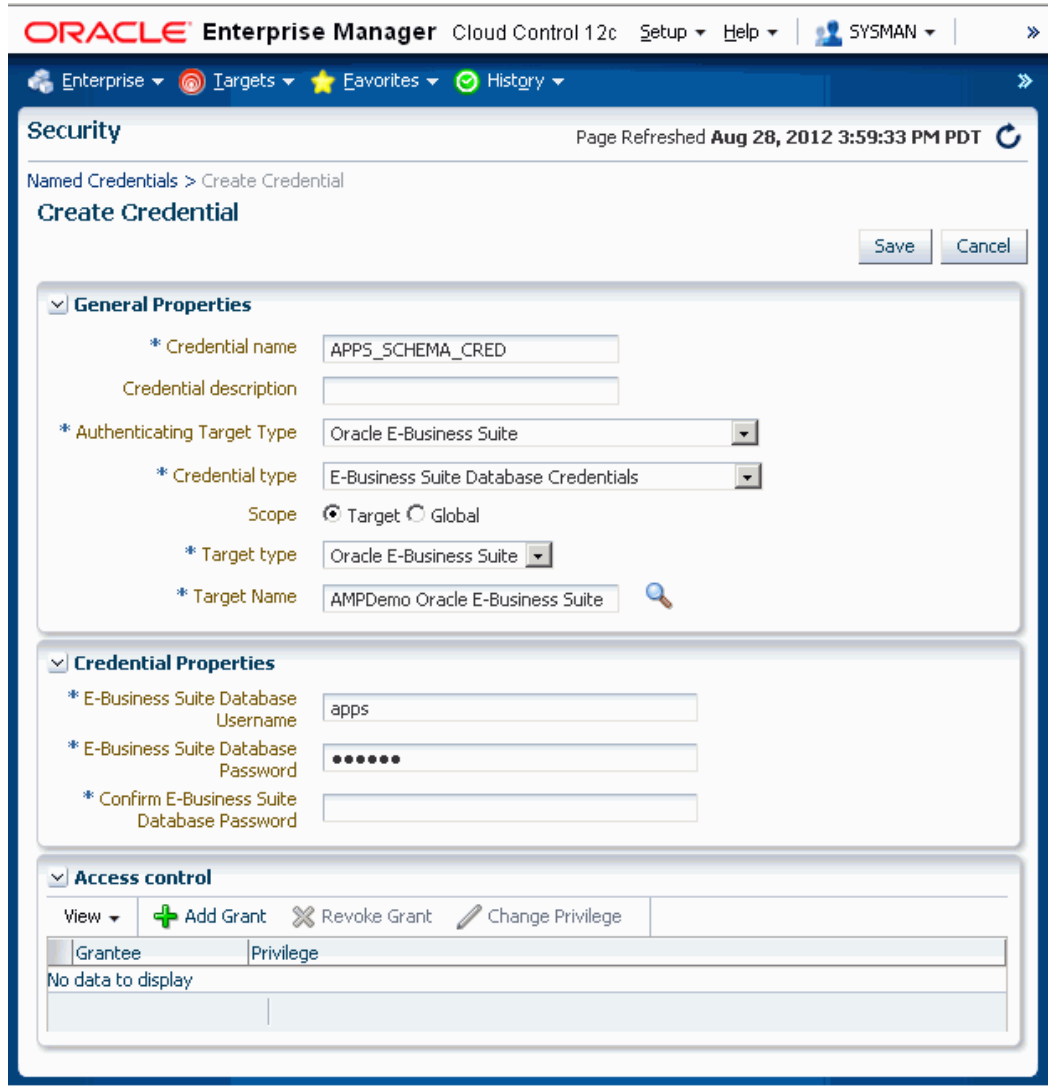 ORACLE Enterprise Manager Cloud Control 12c Setup Help SYSMAN »
Enterprise Targets Favorites History »
Security
Page Refreshed Aug 28, 2012 3:59:33 PM PDT
Named Credentials > Create Credential
Create Credential
Save Cancel
General Properties
* Credential name APPS_SCHEMA_CRED
Credential description
* Authenticating Target Type Oracle E-Business Suite
* Credential type E-Business Suite Database Credentials
Scope Target Global
* Target type Oracle E-Business Suite
* Target Name AMPDemo Oracle E-Business Suite
Credential Properties
* E-Business Suite Database
Username apps
* E-Business Suite Database
Password ••••••
* Confirm E-Business Suite
Database Password
Access control
View Add Grant Revoke Grant Change Privilege
Grantee Privilege
No data to display